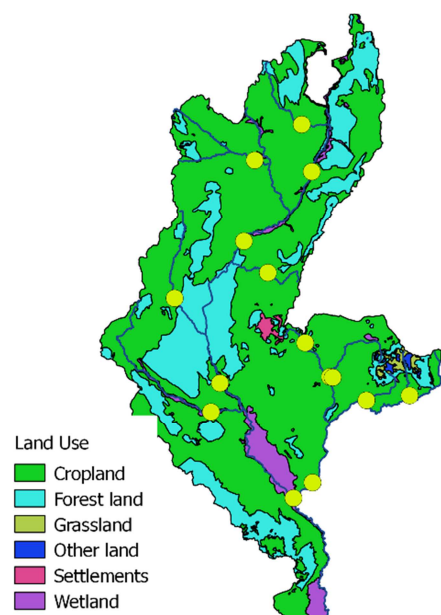 Land Use
Cropland
Forest land
Grassland
Other land
Settlements
Wetland